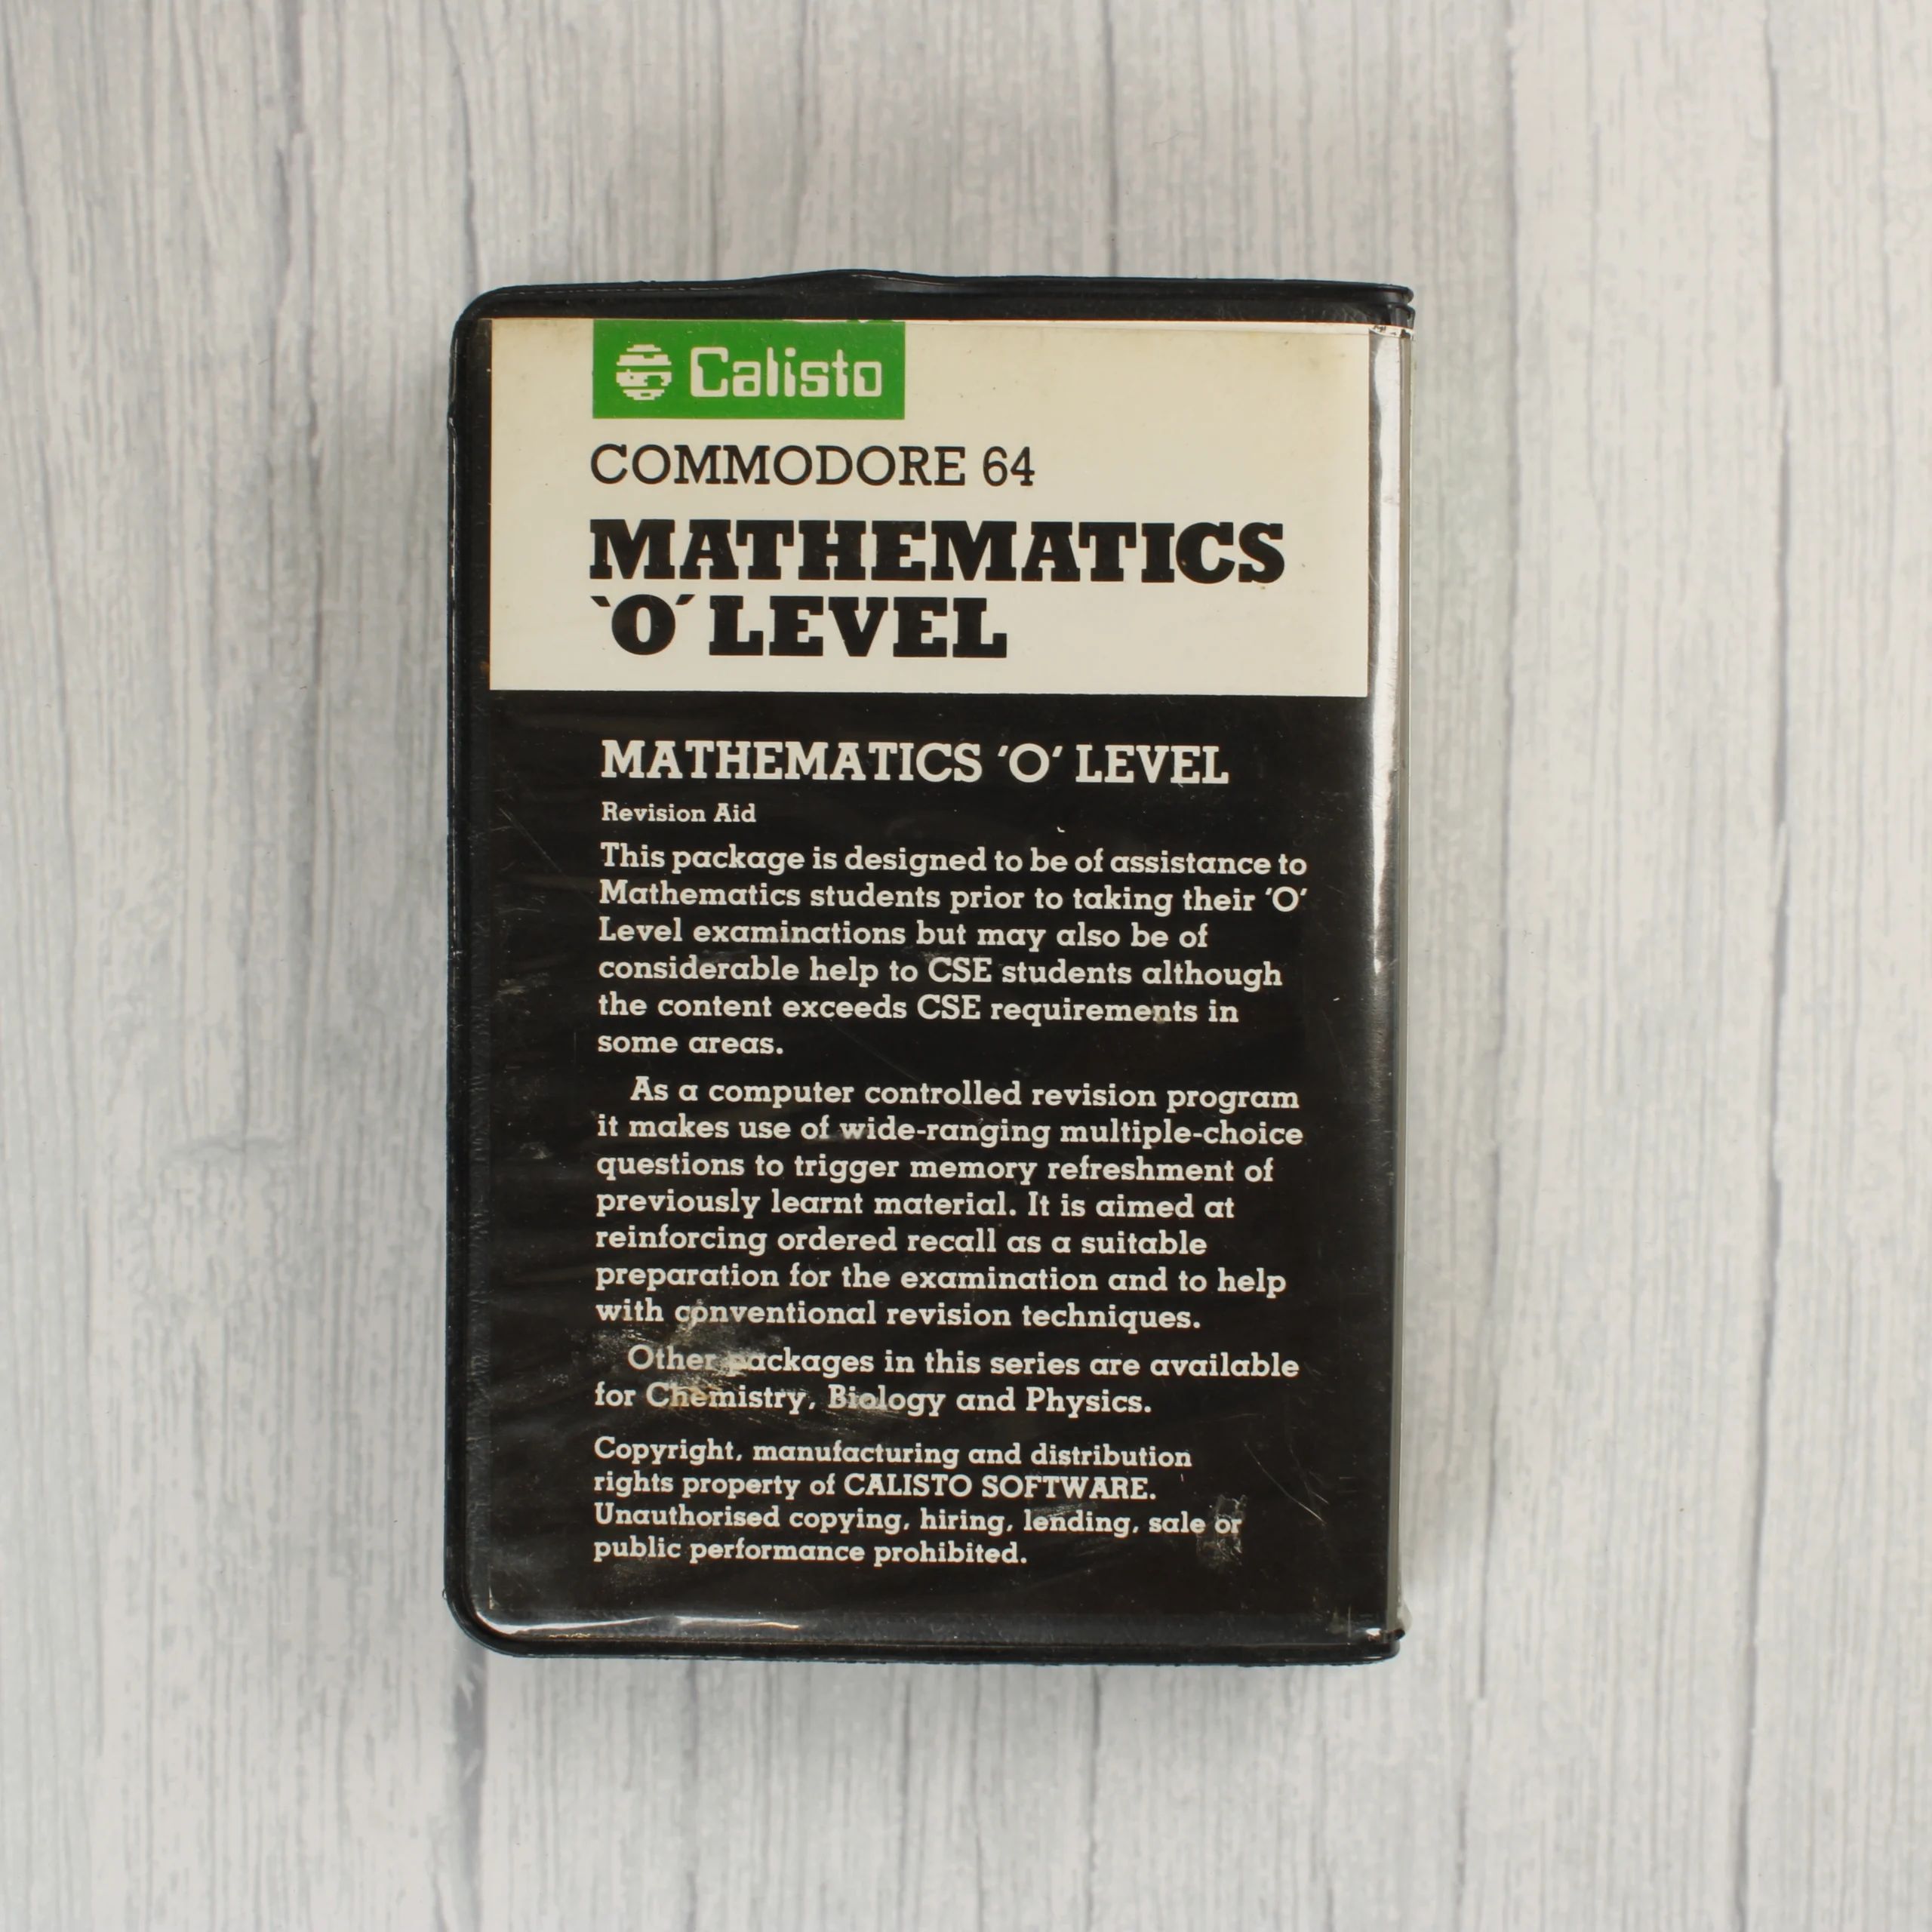 Calisto
COMMODORE 64
MATHEMATICS
`O´ LEVEL
MATHEMATICS ‘O’ LEVEL
Revision Aid
This package is designed to be of assistance to
Mathematics students prior to taking their ‘O’
Level examinations but may also be of
considerable help to CSE students although
the content exceeds CSE requirements in
some areas.
As a computer controlled revision program
it makes use of wide-ranging multiple-choice
questions to trigger memory refreshment of
previously learnt material. It is aimed at
reinforcing ordered recall as a suitable
preparation for the examination and to help
with conventional revision techniques.
Other packages in this series are available
for Chemistry, Biology and Physics.
Copyright, manufacturing and distribution
rights property of CALISTO SOFTWARE.
Unauthorised copying, hiring, lending, sale or
public performance prohibited.